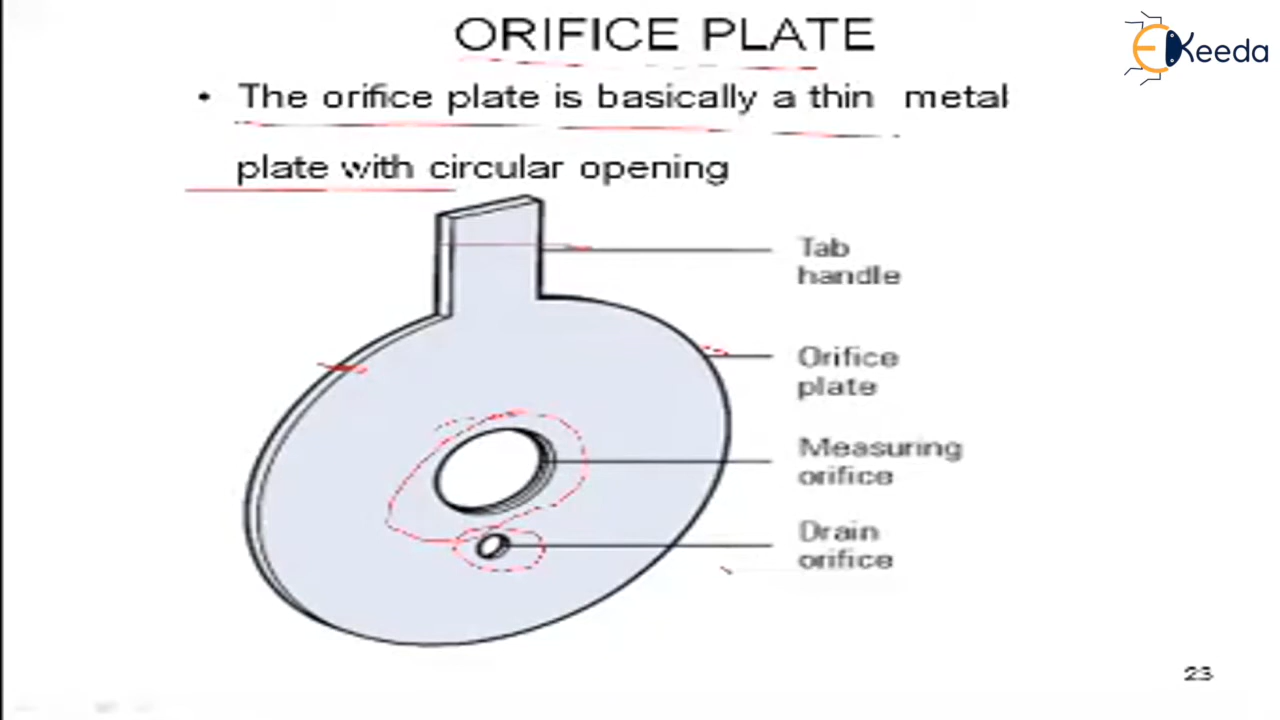 ORIFICE PLATE
EKeeda
• The orifice plate is basically a thin metal
plate with circular opening
Tab
handle
Orifice
plate
Measuring
orifice
Drain
orifice
23